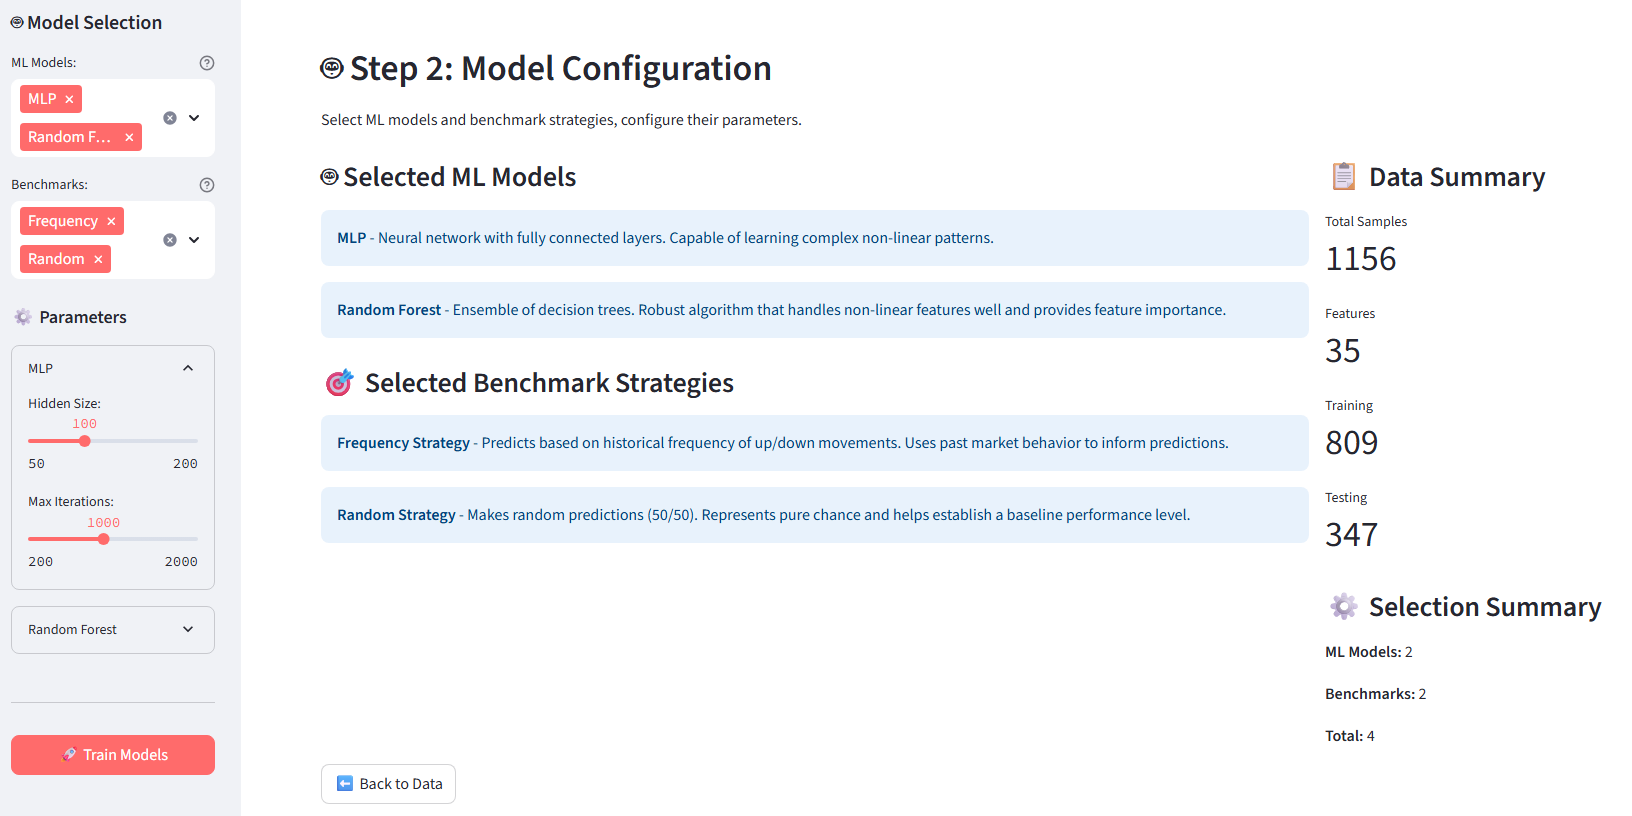 Model Selection
ML Models:
MLP
Random F...
Benchmarks:
Frequency
Random
Parameters
MLP
Hidden Size:
100
50 200
Max Iterations:
1000
200 2000
Random Forest
Train Models
Step 2: Model Configuration
Select ML models and benchmark strategies, configure their parameters.
Selected ML Models
MLP - Neural network with fully connected layers. Capable of learning complex non-linear patterns.
Random Forest - Ensemble of decision trees. Robust algorithm that handles non-linear features well and provides feature importance.
Selected Benchmark Strategies
Frequency Strategy - Predicts based on historical frequency of up/down movements. Uses past market behavior to inform predictions.
Random Strategy - Makes random predictions (50/50). Represents pure chance and helps establish a baseline performance level.
Back to Data
Data Summary
Total Samples
1156
Features
35
Training
809
Testing
347
Selection Summary
ML Models: 2
Benchmarks: 2
Total: 4